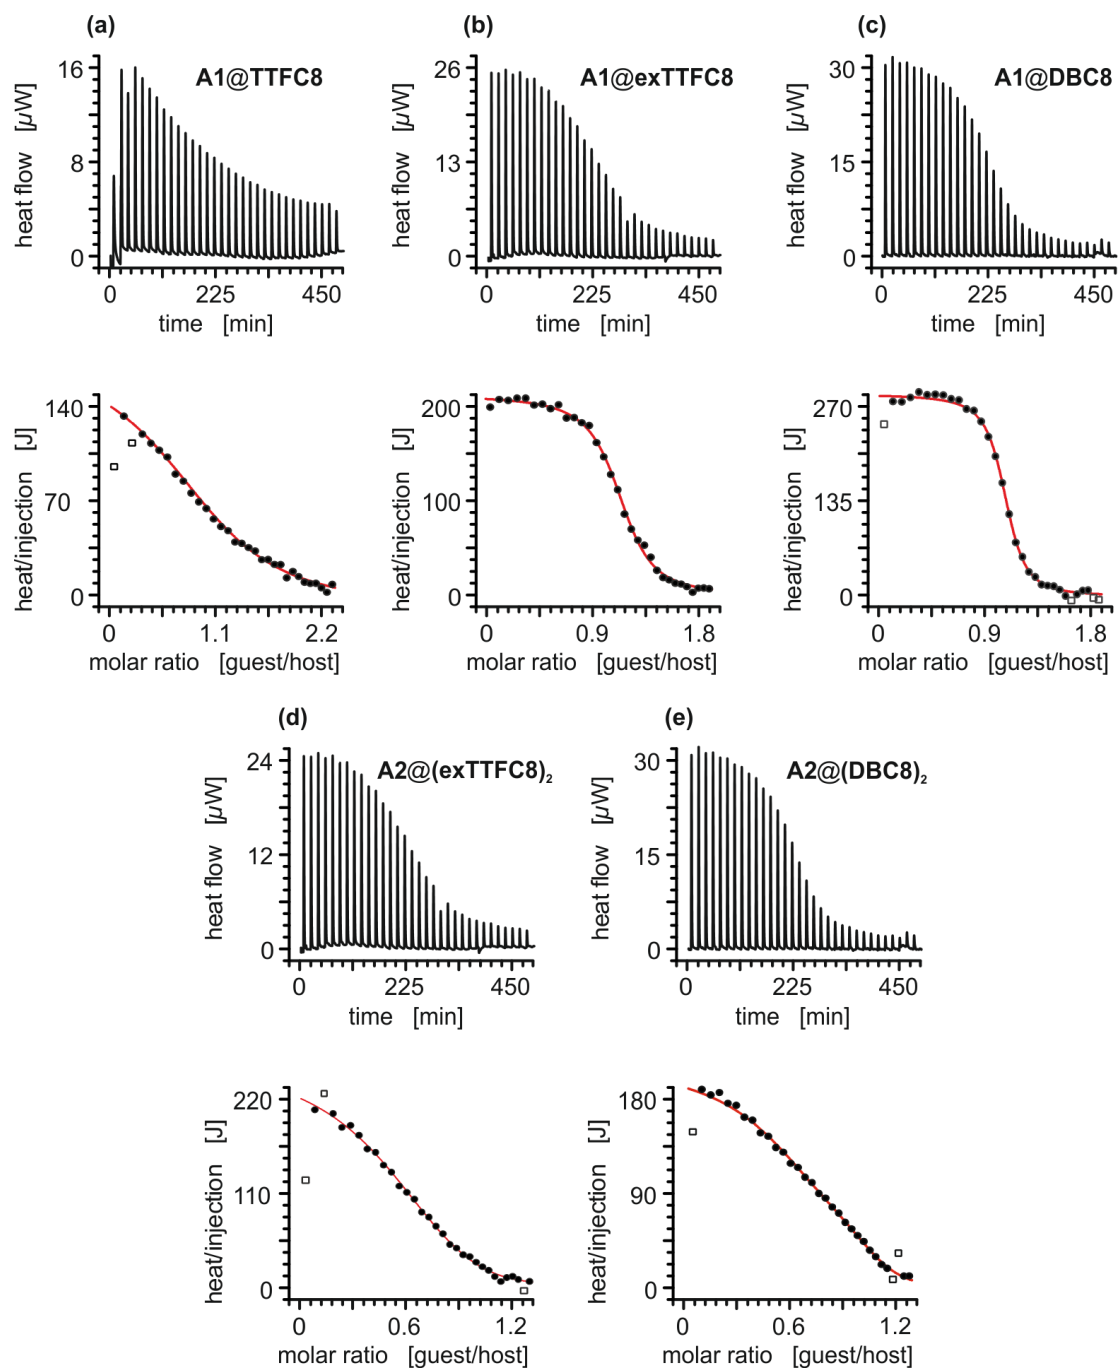 (a)
(b)
(c)
A1@TTFC8
A1@exTTFC8
A1@DBC8
heat flow [µW]
16
8
0
0 225 450
time [min]
heat flow [µW]
26
13
0
0 225 450
time [min]
heat flow [µW]
30
15
0
0 225 450
time [min]
heat/injection [J]
140
70
0
0 1.1 2.2
molar ratio [guest/host]
heat/injection [J]
200
100
0
0 0.9 1.8
molar ratio [guest/host]
heat/injection [J]
270
135
0
0 0.9 1.8
molar ratio [guest/host]
(d)
(e)
A2@(exTTFC8)₂
A2@(DBC8)₂
heat flow [µW]
24
12
0
0 225 450
time [min]
heat flow [µW]
30
15
0
0 225 450
time [min]
heat/injection [J]
220
110
0
0 0.6 1.2
molar ratio [guest/host]
heat/injection [J]
180
90
0
0 0.6 1.2
molar ratio [guest/host]